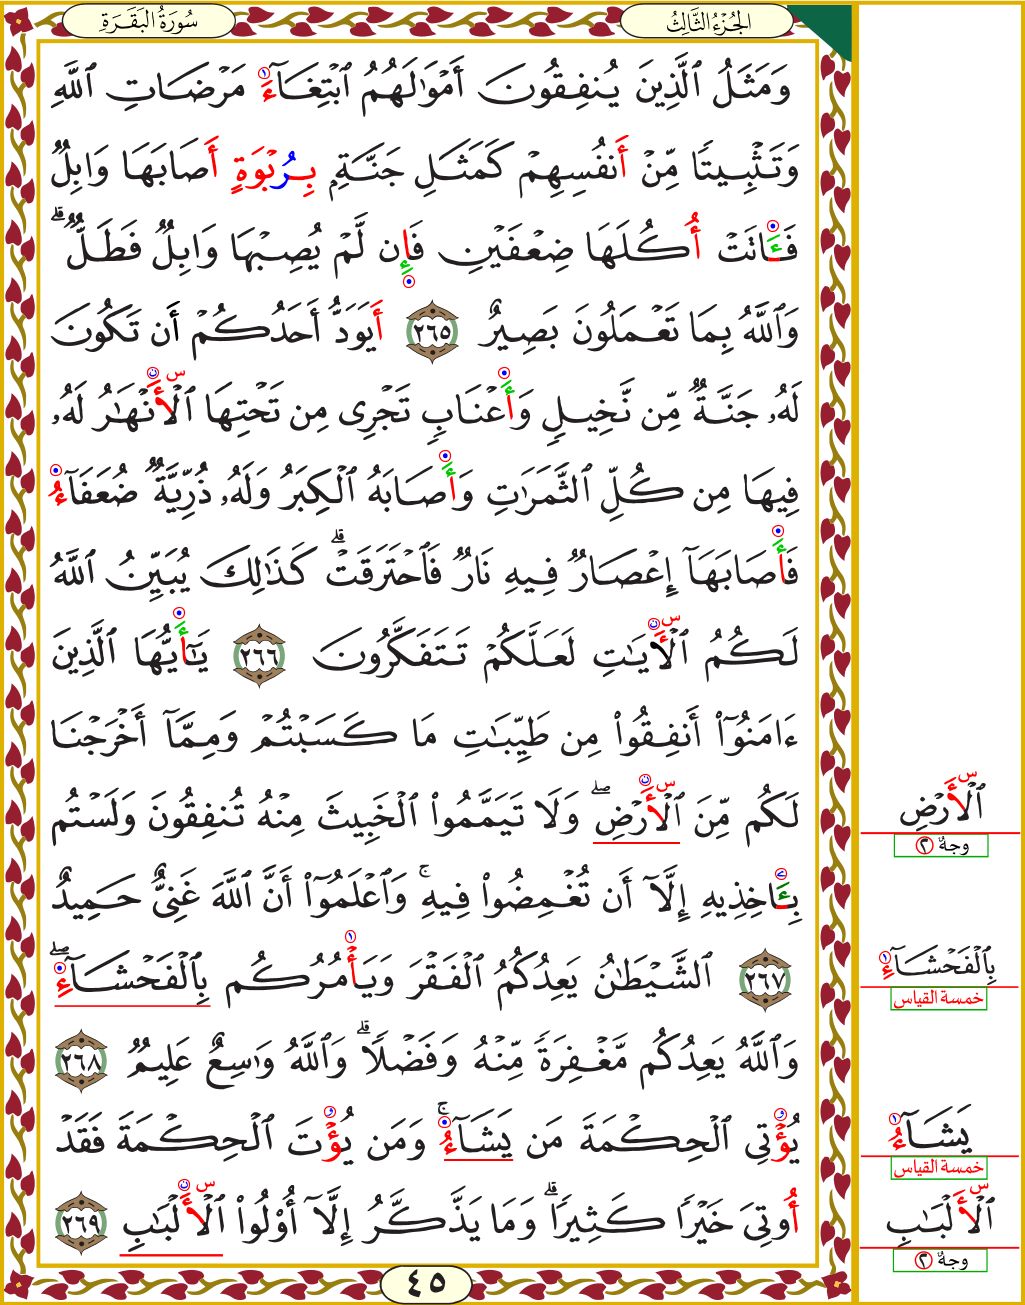 الجُزْءُ الثَّالِثُ
سُورَةُ البَقَرَةِ
وَمَثَلُ ٱلَّذِينَ يُنفِقُونَ أَمْوَٰلَهُمُ ٱبْتِغَآءَ مَرْضَاتِ ٱللَّهِ
وَتَثْبِيتًا مِّنْ أَنفُسِهِمْ كَمَثَلِ جَنَّةِۭ بِرُبْوَةٍ أَصَابَهَا وَابِلٌ
فَـَٔاتَتْ أُكُلَهَا ضِعْفَيْنِ فَإِن لَّمْ يُصِبْهَا وَابِلٌ فَطَلٌّ ۗ
وَٱللَّهُ بِمَا تَعْمَلُونَ بَصِيرٌ ٢٦٥ أَيَوَدُّ أَحَدُكُمْ أَن تَكُونَ
لَهُۥ جَنَّةٌ مِّن نَّخِيلٍ وَأَعْنَابٍ تَجْرِى مِن تَحْتِهَا ٱلْأَنْهَٰرُ لَهُۥ
فِيهَا مِن كُلِّ ٱلثَّمَرَٰتِ وَأَصَابَهُ ٱلْكِبَرُ وَلَهُۥ ذُرِّيَّةٌ ضُعَفَآءُ
فَأَصَابَهَآ إِعْصَارٌ فِيهِ نَارٌ فَٱحْتَرَقَتْ ۗ كَذَٰلِكَ يُبَيِّنُ ٱللَّهُ
لَكُمُ ٱلْأَيَٰتِ لَعَلَّكُمْ تَتَفَكَّرُونَ ٢٦٦ يَٰٓأَيُّهَا ٱلَّذِينَ
ءَامَنُوٓا۟ أَنفِقُوا۟ مِن طَيِّبَٰتِ مَا كَسَبْتُمْ وَمِمَّآ أَخْرَجْنَا
لَكُم مِّنَ ٱلْأَرْضِ ۖ وَلَا تَيَمَّمُوا۟ ٱلْخَبِيثَ مِنْهُ تُنفِقُونَ وَلَسْتُم
بِـَٔاخِذِيهِ إِلَّآ أَن تُغْمِضُوا۟ فِيهِ ۚ وَٱعْلَمُوٓا۟ أَنَّ ٱللَّهَ غَنِىٌّ حَمِيدٌ
٢٦٧ ٱلشَّيْطَٰنُ يَعِدُكُمُ ٱلْفَقْرَ وَيَأْمُرُكُم بِٱلْفَحْشَآءِ ۖ
وَٱللَّهُ يَعِدُكُم مَّغْفِرَةً مِّنْهُ وَفَضْلًا ۗ وَٱللَّهُ وَٰسِعٌ عَلِيمٌ ٢٦٨
يُؤْتِى ٱلْحِكْمَةَ مَن يَشَآءُ ۚ وَمَن يُؤْتَ ٱلْحِكْمَةَ فَقَدْ
أُوتِىَ خَيْرًا كَثِيرًا ۗ وَمَا يَذَّكَّرُ إِلَّآ أُو۟لُوا۟ ٱلْأَلْبَٰبِ ٢٦٩
٤٥
ٱلْأَرْضِ
وجهٌ ٢
بِٱلْفَحْشَآءِ
خمسة القياس
يَشَآءُ
خمسة القياس
ٱلْأَلْبَٰبِ
وجهٌ ٢